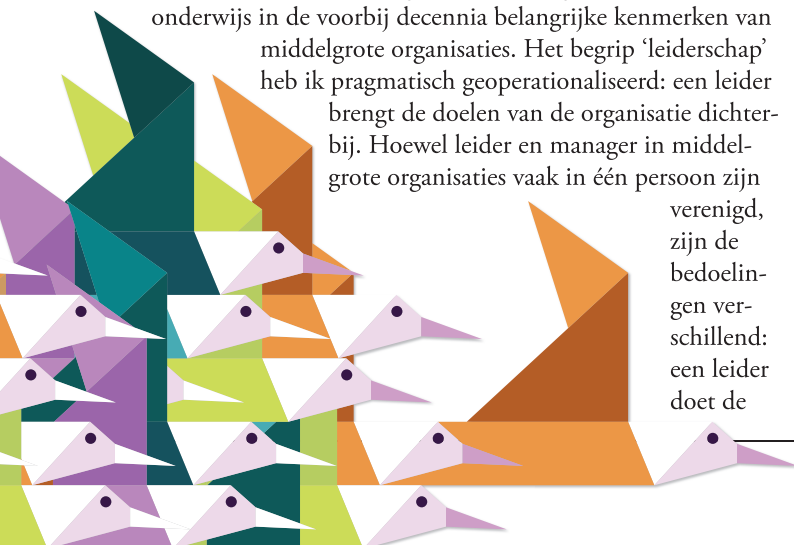 onderwijs in de voorbij decennia belangrijke kenmerken van
middelgrote organisaties. Het begrip ‘leiderschap’
heb ik pragmatisch geoperationaliseerd: een leider
brengt de doelen van de organisatie dichter-
bij. Hoewel leider en manager in middel-
grote organisaties vaak in één persoon zijn
verenigd,
zijn de
bedoelin-
gen ver-
schillend:
een leider
doet de